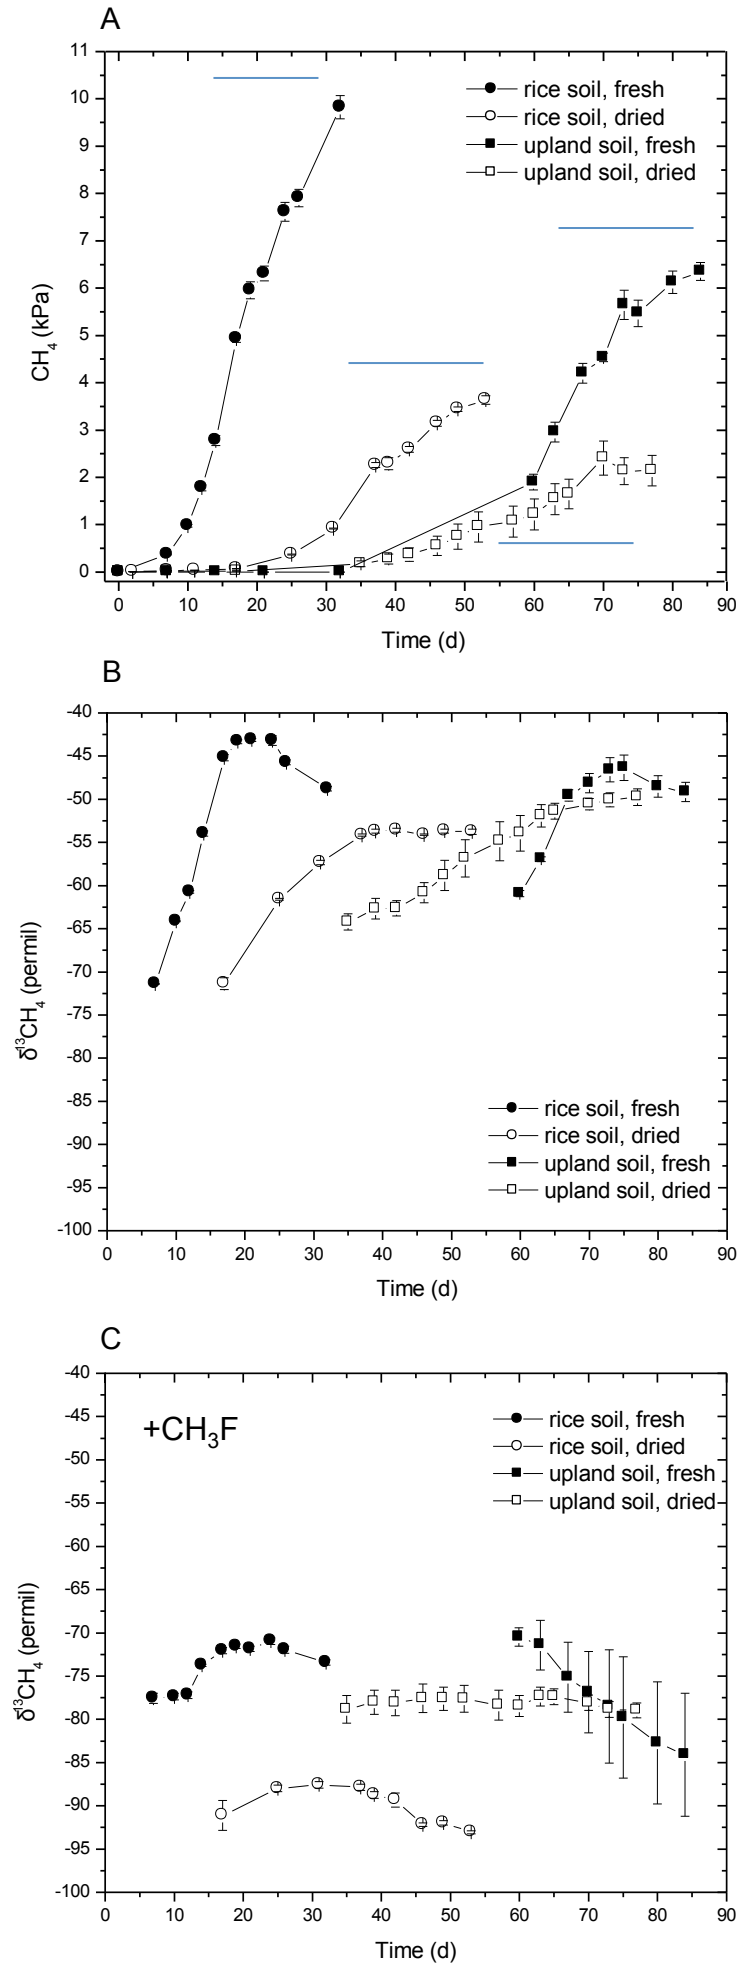 A
11
10
9
8
7
6
5
4
3
2
1
0
CH4 (kPa)
rice soil, fresh
rice soil, dried
upland soil, fresh
upland soil, dried
0 10 20 30 40 50 60 70 80 90
Time (d)
B
-40
-45
-50
-55
-60
-65
-70
-75
-80
-85
-90
-95
-100
δ13CH4 (permil)
rice soil, fresh
rice soil, dried
upland soil, fresh
upland soil, dried
0 10 20 30 40 50 60 70 80 90
Time (d)
C
-40
-45
-50
-55
-60
-65
-70
-75
-80
-85
-90
-95
-100
δ13CH4 (permil)
+CH3F
rice soil, fresh
rice soil, dried
upland soil, fresh
upland soil, dried
0 10 20 30 40 50 60 70 80 90
Time (d)